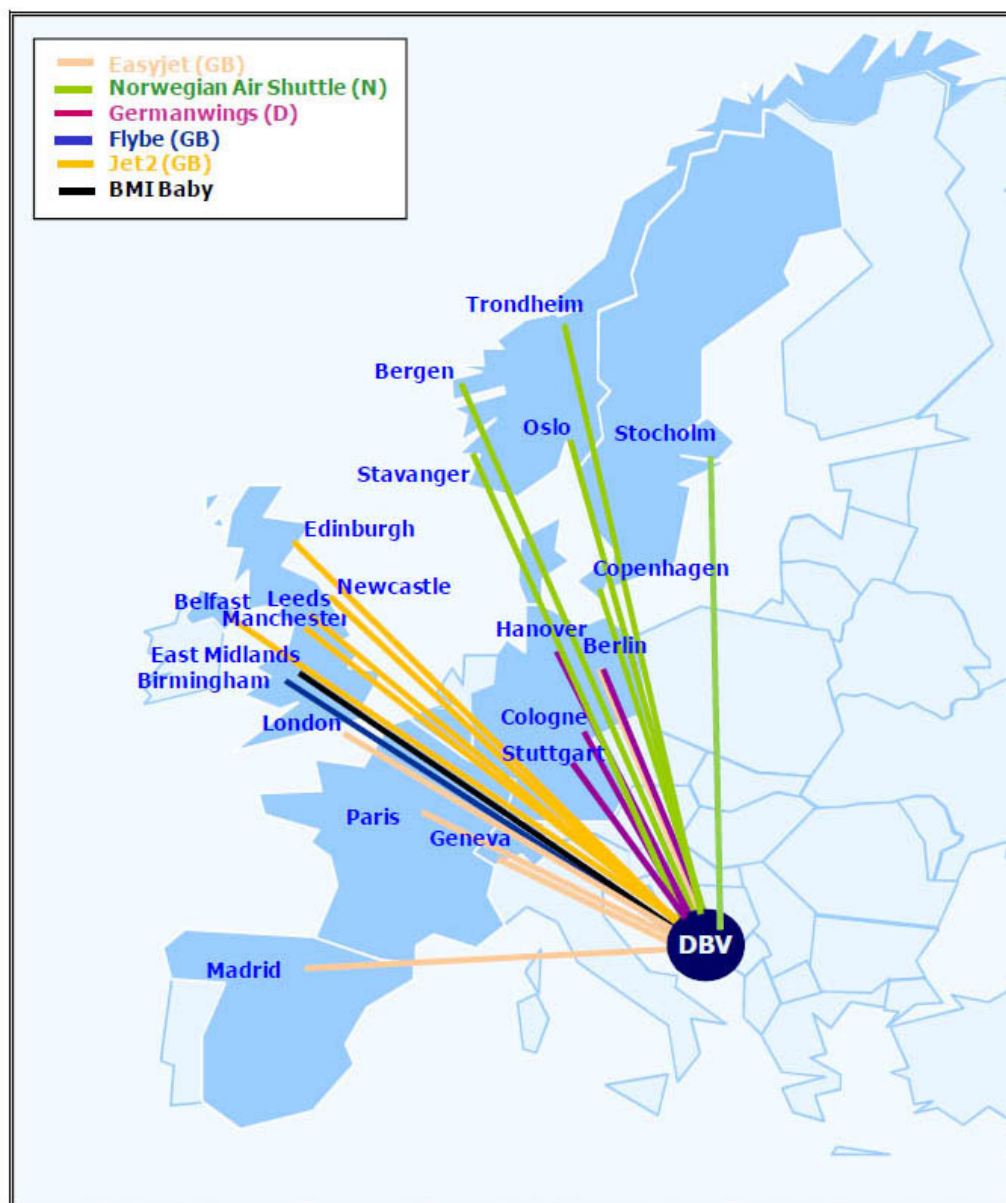 Easyjet (GB)
Norwegian Air Shuttle (N)
Germanwings (D)
Flybe (GB)
Jet2 (GB)
BMI Baby
Trondheim
Bergen
Oslo
Stocholm
Stavanger
Edinburgh
Copenhagen
Newcastle
Leeds
Belfast
Manchester
Hanover
Berlin
East Midlands
Birmingham
Cologne
London
Stuttgart
Paris
Geneva
DBV
Madrid